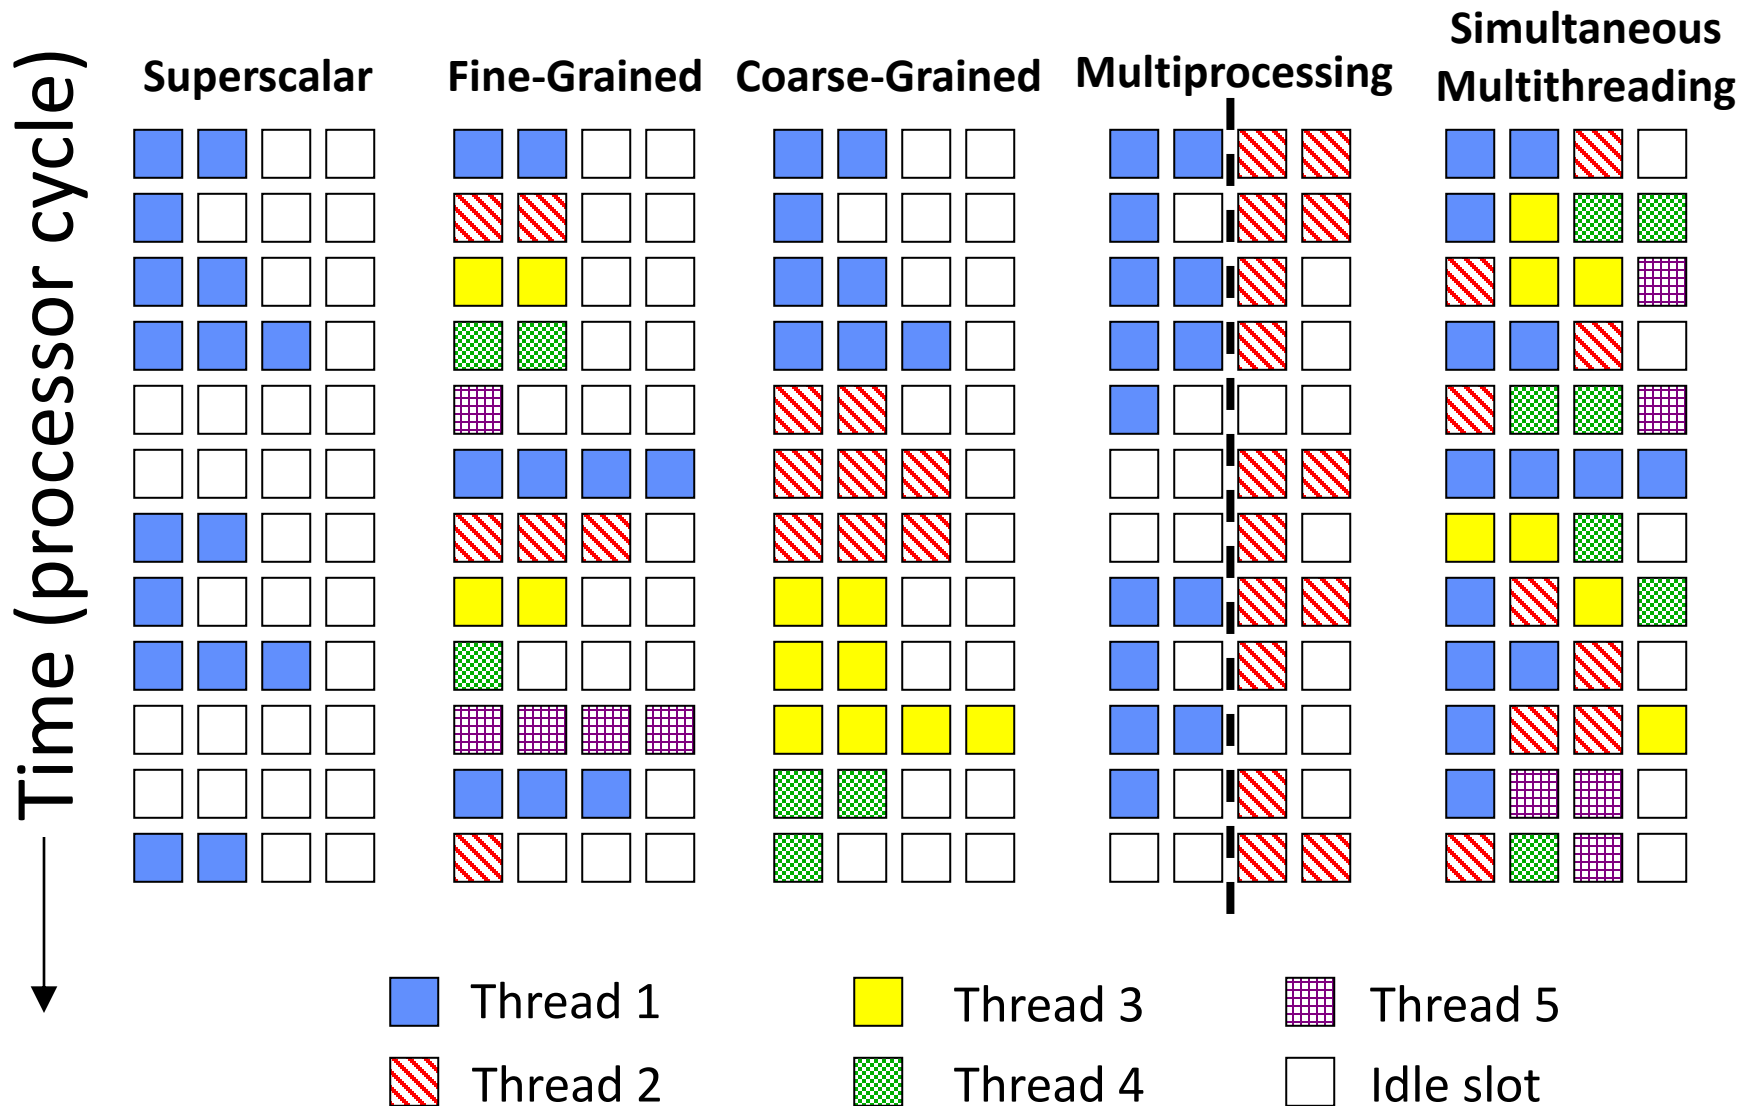 Time (processor cycle)
Superscalar
Fine-Grained
Coarse-Grained
Multiprocessing
Simultaneous
Multithreading
Thread 1
Thread 3
Thread 5
Thread 2
Thread 4
Idle slot